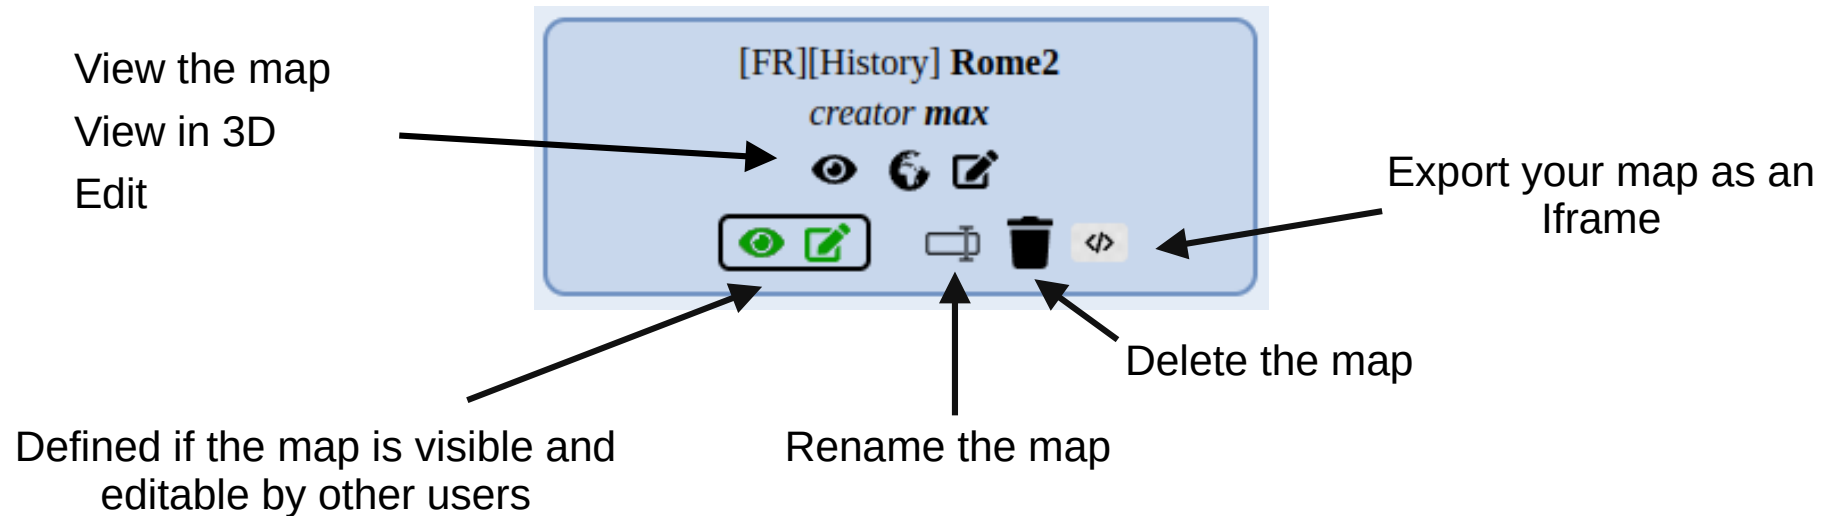 View the map
View in 3D
Edit
[FR][History] Rome2
creator max
</>
Export your map as an
Iframe
Delete the map
Defined if the map is visible and
editable by other users
Rename the map